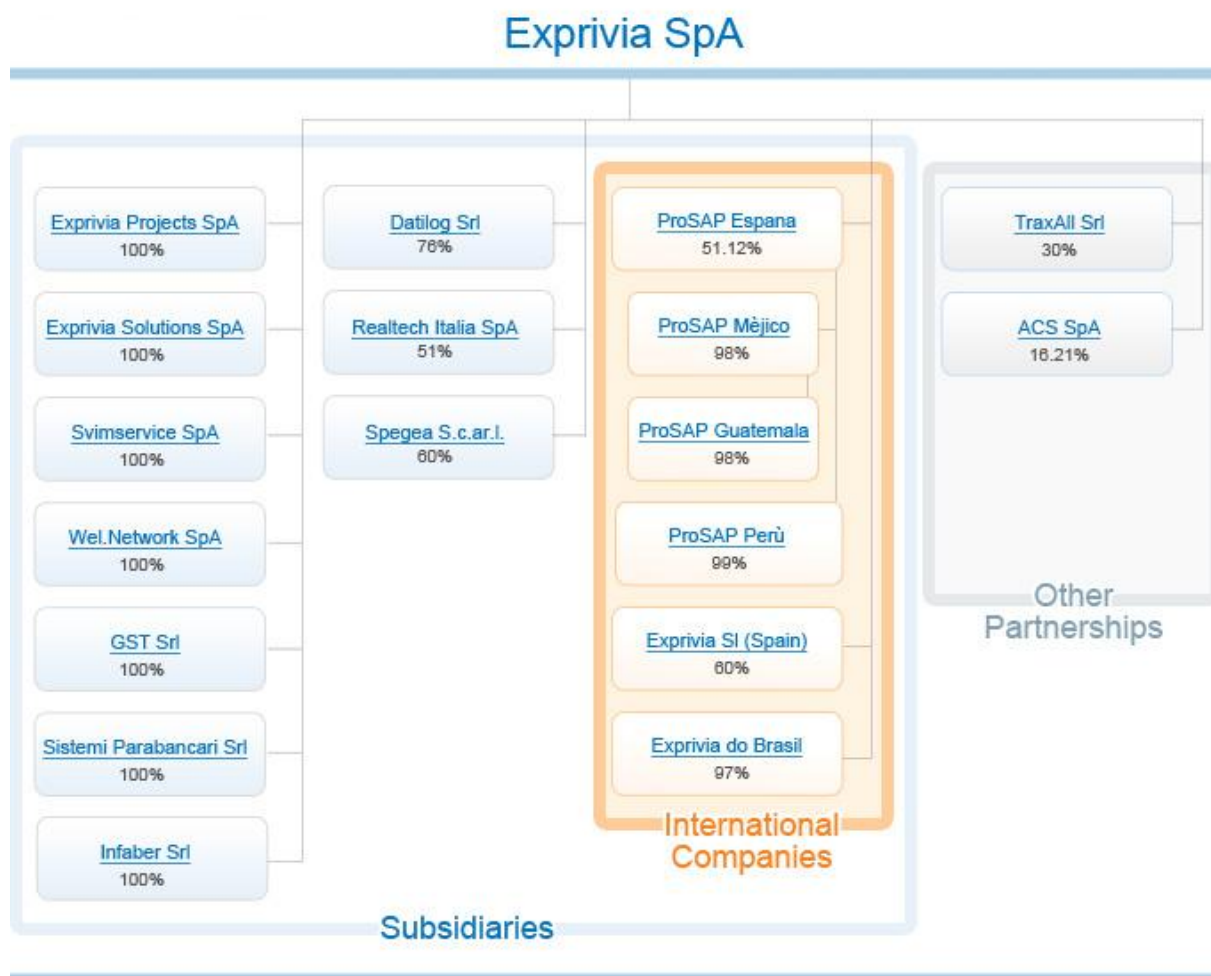 Exprivia SpA
Exprivia Projects SpA
100%
Exprivia Solutions SpA
100%
Svimservice SpA
100%
Wel.Network SpA
100%
GST Srl
100%
Sistemi Parabancari Srl
100%
Infaber Srl
100%
Datilog Srl
76%
Realtech Italia SpA
51%
Spegea S.c.ar.l.
60%
ProSAP Espana
51.12%
ProSAP Mèjico
98%
ProSAP Guatemala
98%
ProSAP Perù
99%
Exprivia Sl (Spain)
60%
Exprivia do Brasil
97%
International
Companies
Subsidiaries
TraxAll Srl
30%
ACS SpA
16.21%
Other
Partnerships